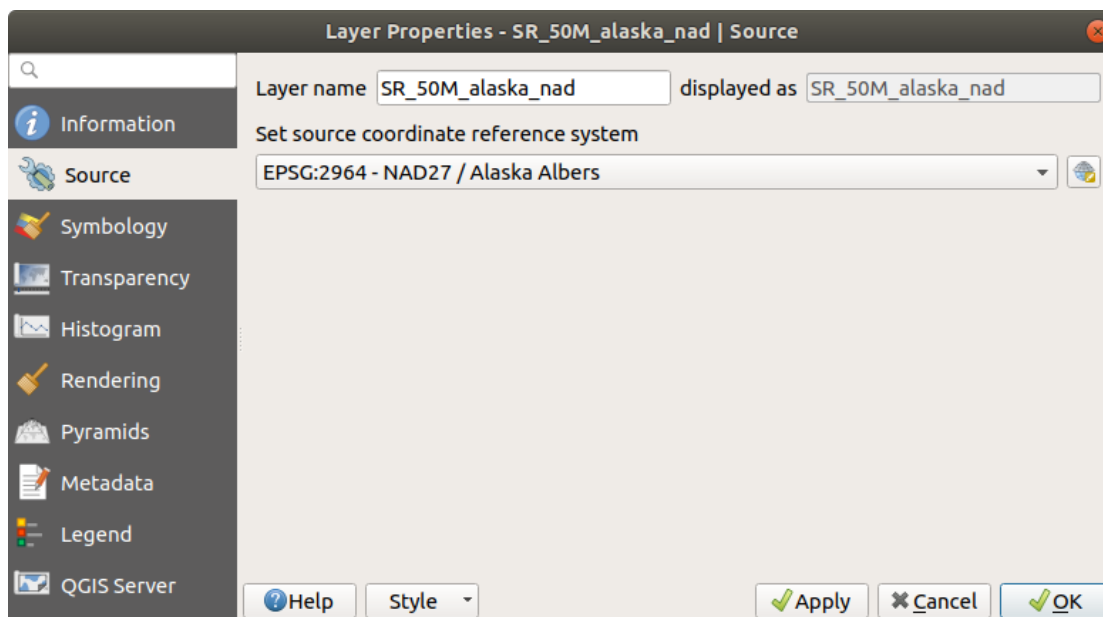 Layer Properties - SR_50M_alaska_nad | Source
Layer name SR_50M_alaska_nad displayed as SR_50M_alaska_nad
Set source coordinate reference system
EPSG:2964 - NAD27 / Alaska Albers
Information
Source
Symbology
Transparency
Histogram
Rendering
Pyramids
Metadata
Legend
QGIS Server
Help Style Apply Cancel OK